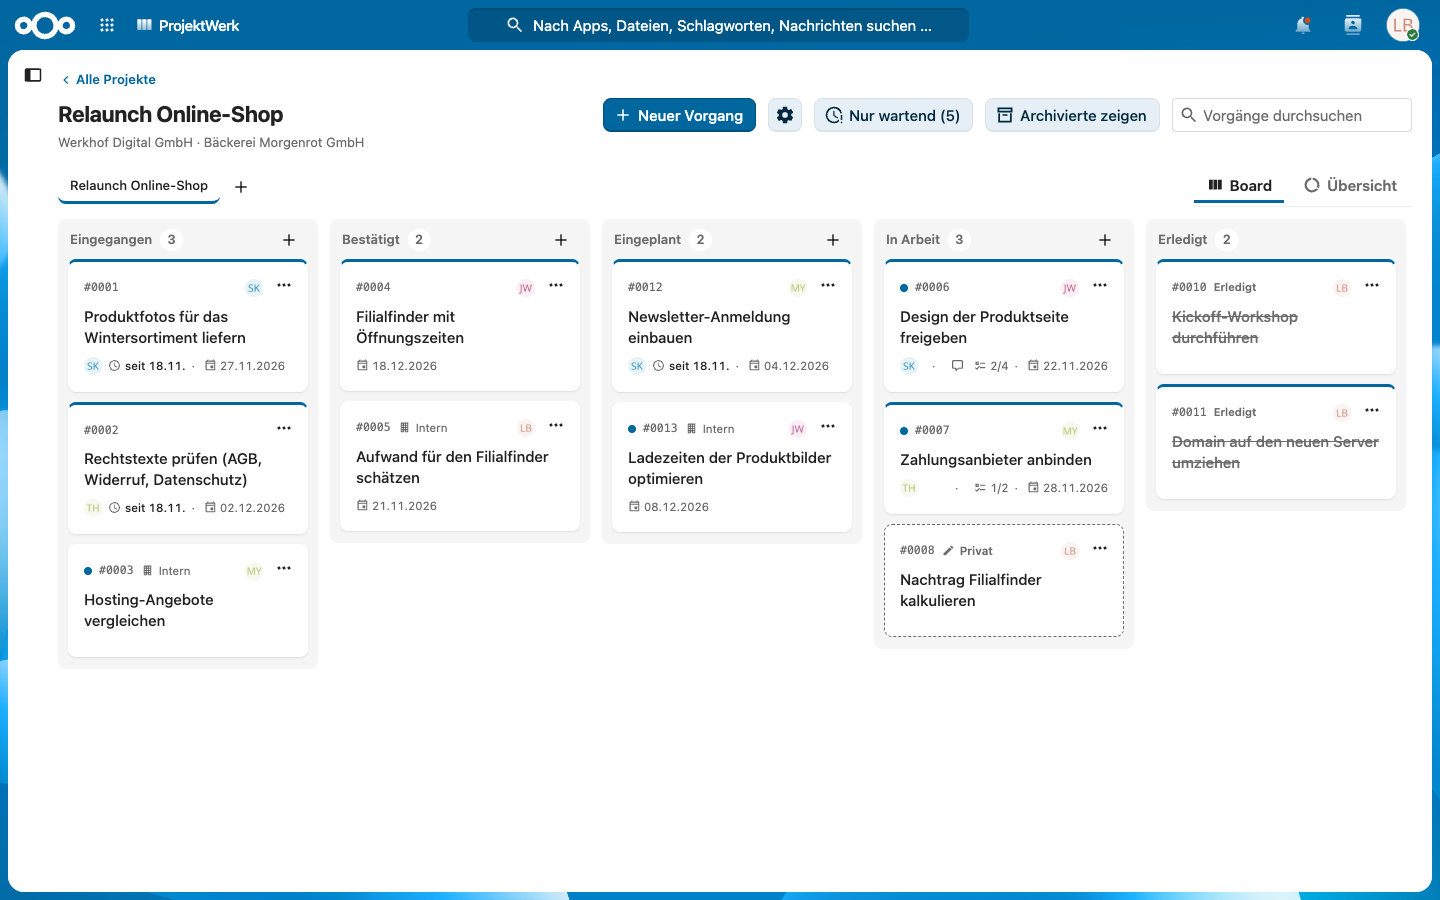 ProjektWerk
Nach Apps, Dateien, Schlagworten, Nachrichten suchen ...
LB
Alle Projekte
Relaunch Online-Shop
Werkhof Digital GmbH · Bäckerei Morgenrot GmbH
+ Neuer Vorgang
Nur wartend (5)
Archivierte zeigen
Vorgänge durchsuchen
Relaunch Online-Shop +
Board
Übersicht
Eingegangen 3 +
#0001 SK ···
Produktfotos für das
Wintersortiment liefern
SK seit 18.11. · 27.11.2026
#0002 ···
Rechtstexte prüfen (AGB,
Widerruf, Datenschutz)
TH seit 18.11. · 02.12.2026
#0003 Intern MY ···
Hosting-Angebote
vergleichen
Bestätigt 2 +
#0004 JW ···
Filialfinder mit
Öffnungszeiten
18.12.2026
#0005 Intern LB ···
Aufwand für den Filialfinder
schätzen
21.11.2026
Eingeplant 2 +
#0012 MY ···
Newsletter-Anmeldung
einbauen
SK seit 18.11. · 04.12.2026
#0013 Intern JW ···
Ladezeiten der Produktbilder
optimieren
08.12.2026
In Arbeit 3 +
#0006 JW ···
Design der Produktseite
freigeben
SK · 2/4 · 22.11.2026
#0007 MY ···
Zahlungsanbieter anbinden
TH · 1/2 · 28.11.2026
#0008 Privat LB ···
Nachtrag Filialfinder
kalkulieren
Erledigt 2
#0010 Erledigt LB ···
Kickoff-Workshop
durchführen
#0011 Erledigt LB ···
Domain auf den neuen Server
umziehen